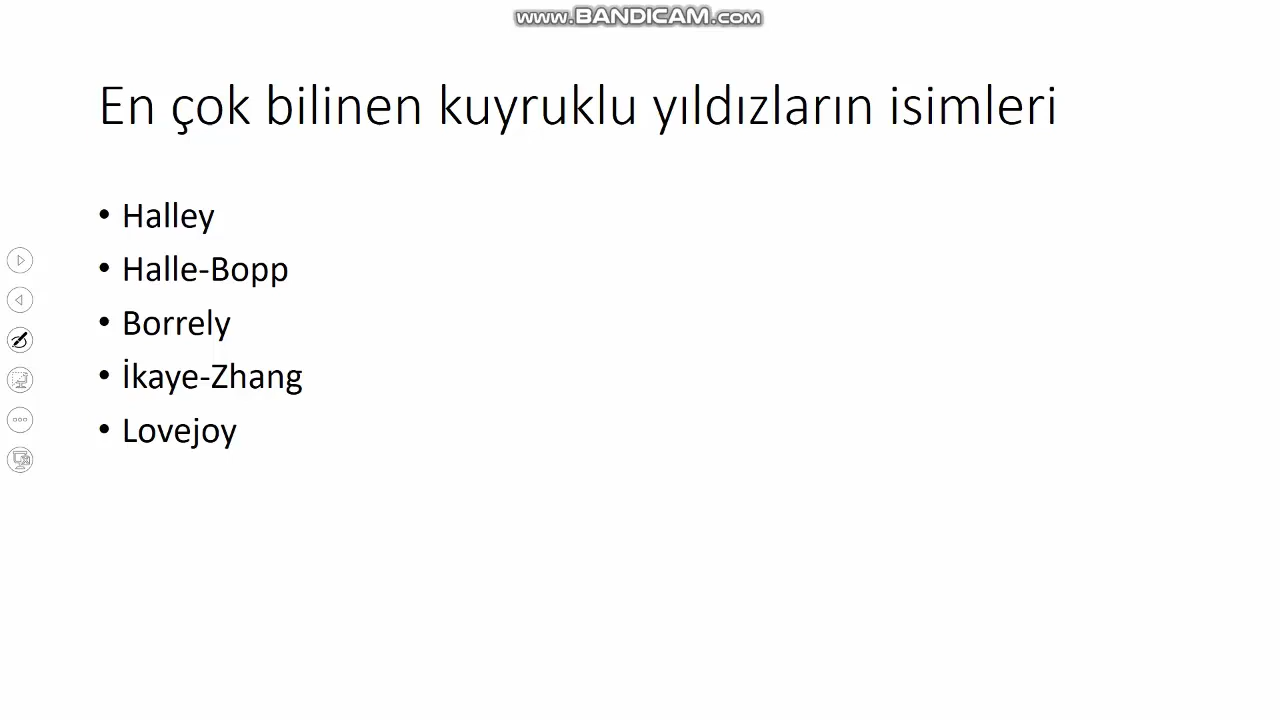 www.BANDICAM.com
En çok bilinen kuyruklu yıldızların isimleri
• Halley
• Halle-Bopp
• Borrely
• İkaye-Zhang
• Lovejoy